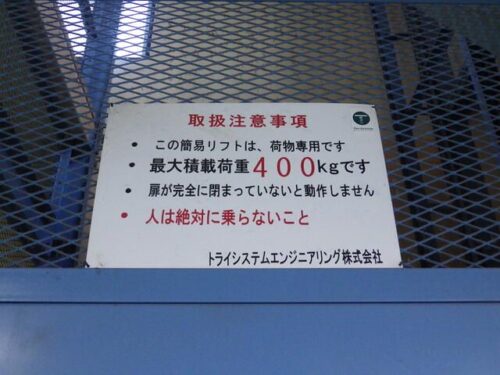 取扱注意事項
• この簡易リフトは、荷物専用です
• 最大積載荷重400kgです
• 扉が完全に閉まっていないと動作しません
• 人は絶対に乗らないこと
トライシステムエンジニアリング株式会社